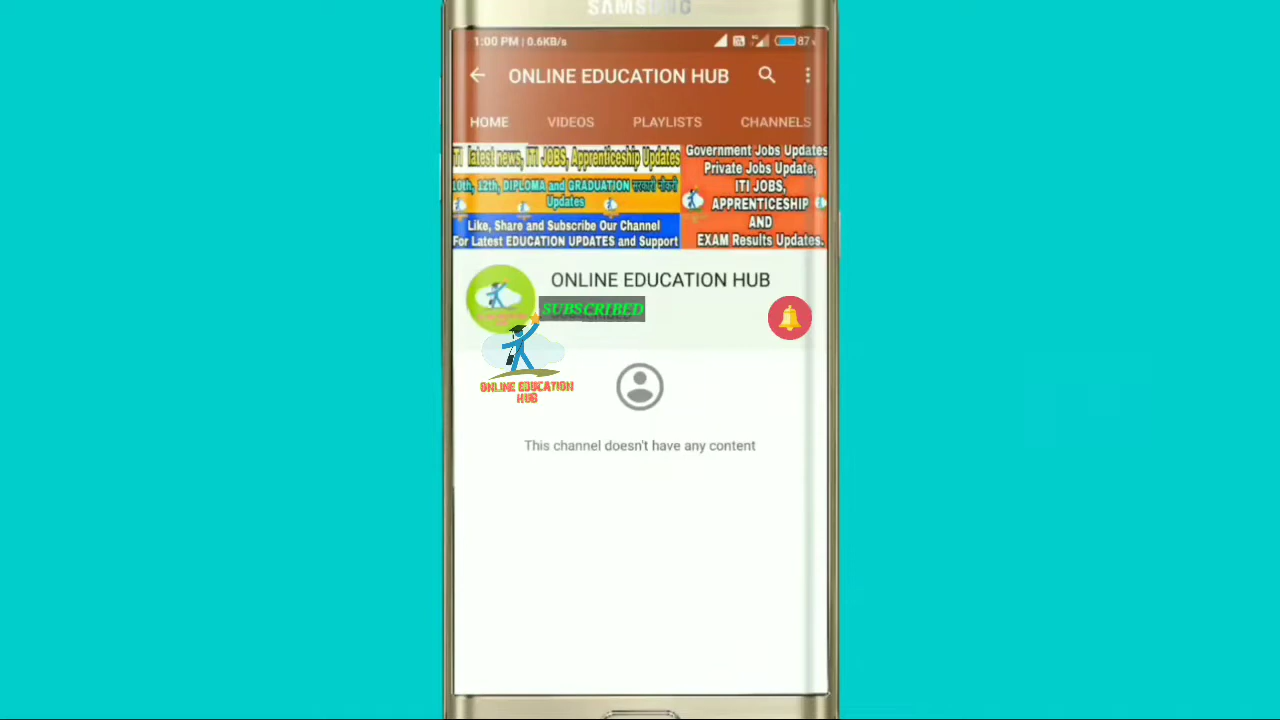 SAMSUNG
1:00 PM | 0.6KB/s
87
ONLINE EDUCATION HUB
HOME VIDEOS PLAYLISTS CHANNELS
ITI latest news, ITI JOBS, Apprenticeship Updates
10th, 12th, DIPLOMA and GRADUATION सरकारी नौकरी
Updates
Like, Share and Subscribe Our Channel
For Latest EDUCATION UPDATES and Support
Government Jobs Updates
Private Jobs Update,
ITI JOBS,
APPRENTICESHIP
AND
EXAM Results Updates.
ONLINE EDUCATION HUB
SUBSCRIBED
ONLINE EDUCATION
HUB
This channel doesn't have any content